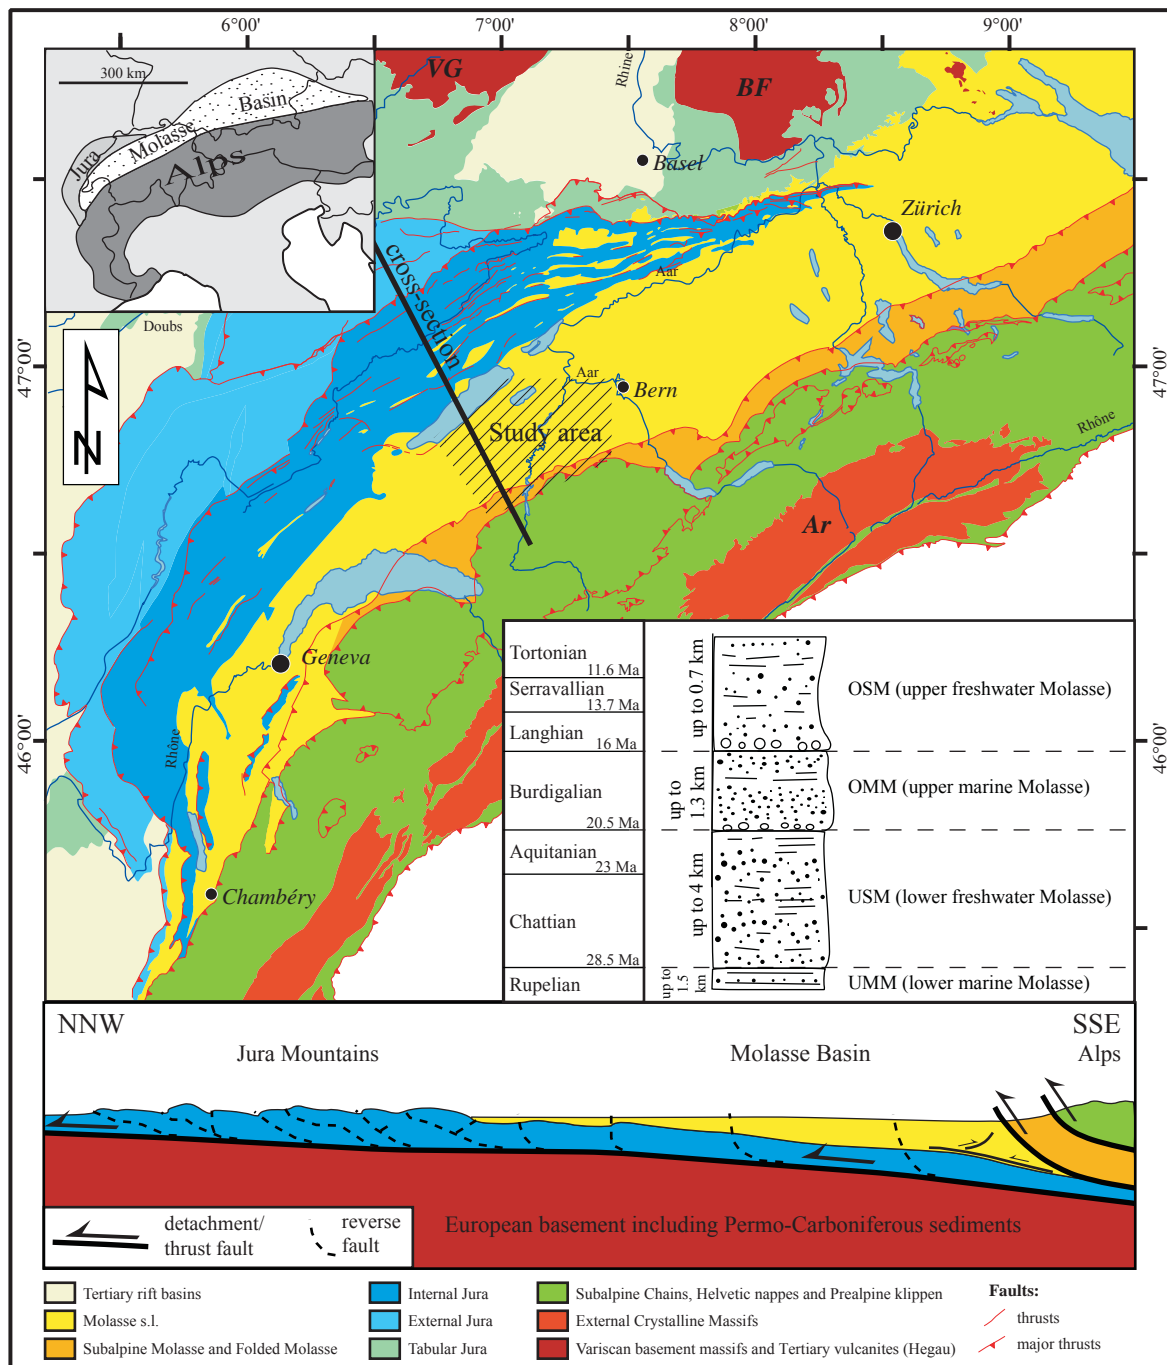 6°00'
7°00'
8°00'
9°00'
300 km
Basin
Molasse
Jura
Alps
VG
Rhine
BF
Basel
Zürich
cross-section
Aar
Doubs
47°00'
47°00'
N
Aar
Bern
Study area
Rhône
Ar
Geneva
Rhône
46°00'
46°00'
Chambéry
Tortonian
11.6 Ma
Serravallian
13.7 Ma
Langhian
16 Ma
Burdigalian
20.5 Ma
Aquitanian
23 Ma
Chattian
28.5 Ma
Rupelian
up to 0.7 km
up to
1.3 km
up to 4 km
up to
1.5
km
OSM (upper freshwater Molasse)
OMM (upper marine Molasse)
USM (lower freshwater Molasse)
UMM (lower marine Molasse)
NNW
SSE
Jura Mountains
Molasse Basin
Alps
detachment/
thrust fault
reverse
fault
European basement including Permo-Carboniferous sediments
Tertiary rift basins
Molasse s.l.
Subalpine Molasse and Folded Molasse
Internal Jura
External Jura
Tabular Jura
Subalpine Chains, Helvetic nappes and Prealpine klippen
External Crystalline Massifs
Variscan basement massifs and Tertiary vulcanites (Hegau)
Faults:
thrusts
major thrusts